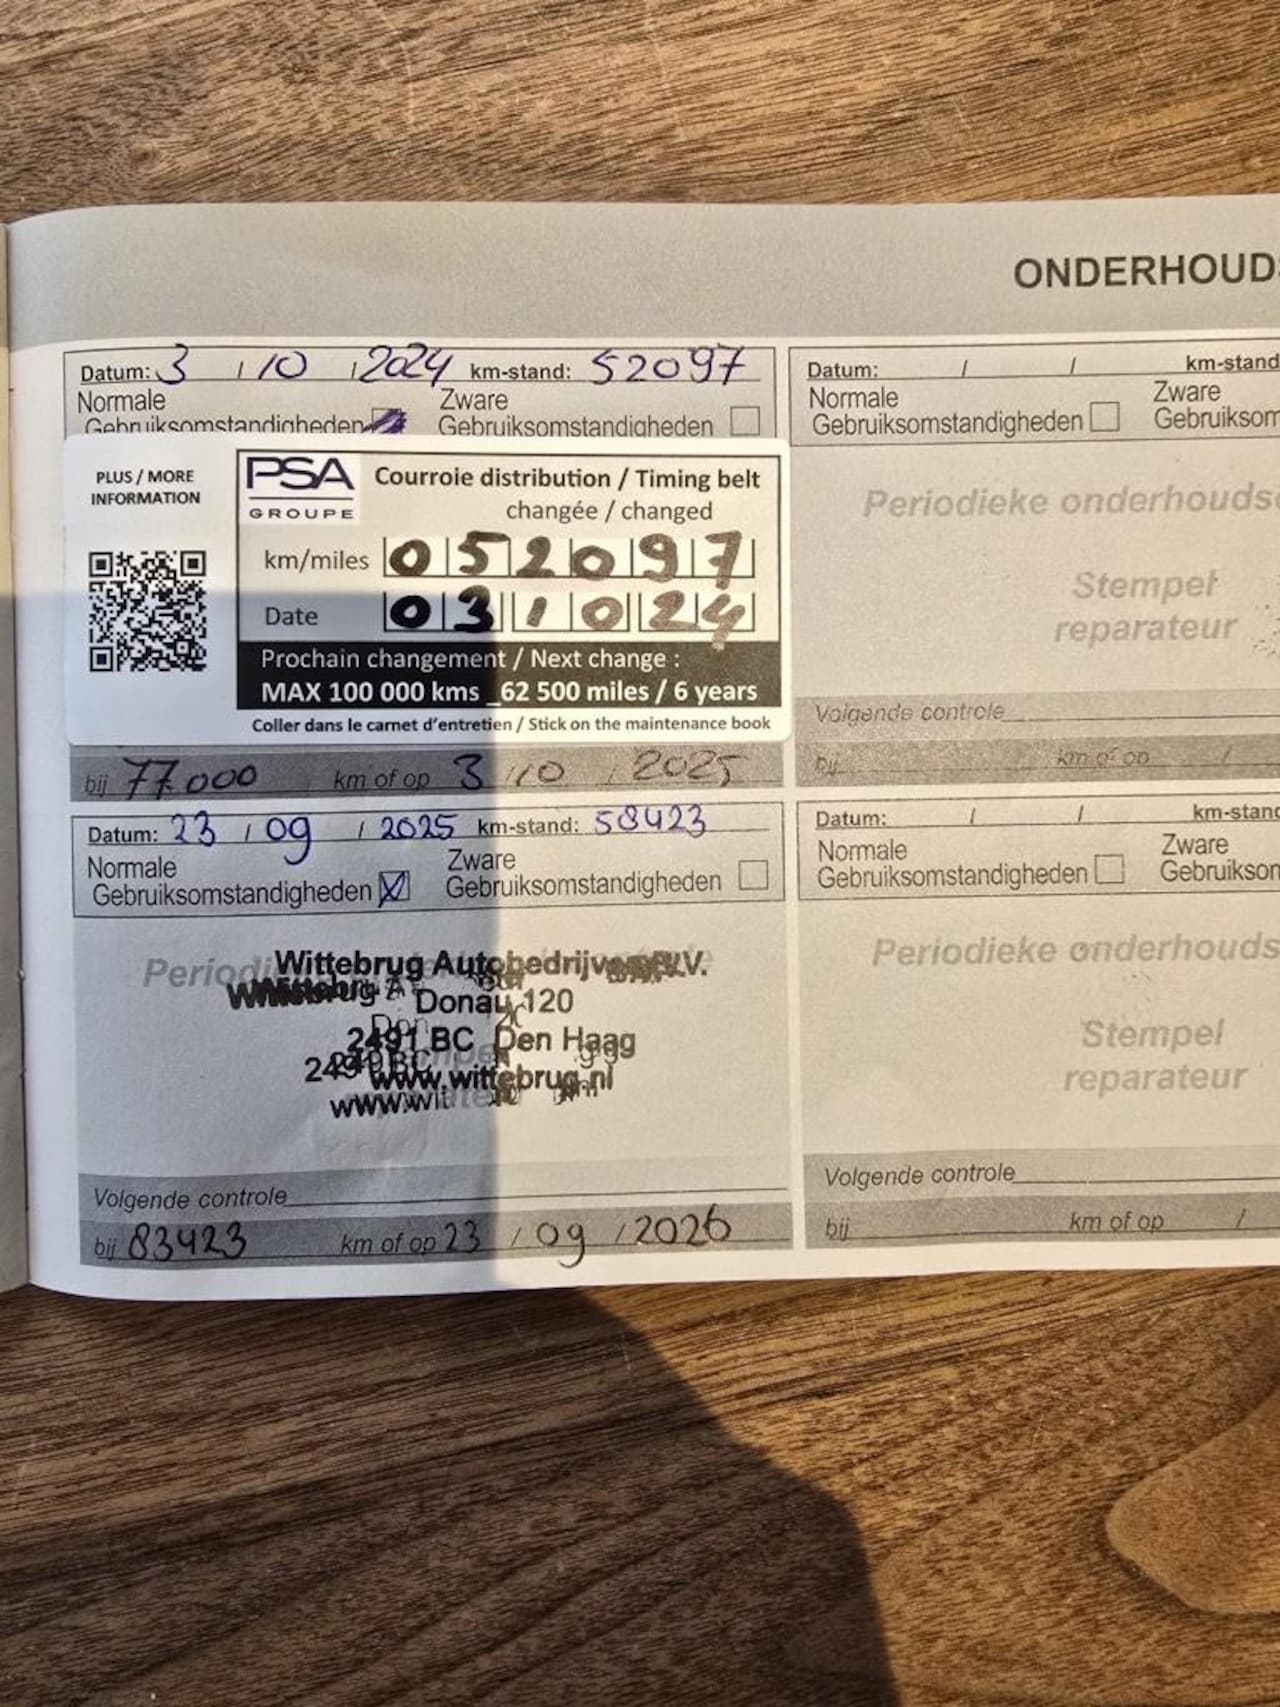 ONDERHOUDS
Datum: 3 / 10 / 2024 km-stand: 52097
Normale Zware
Gebruiksomstandigheden Gebruiksomstandigheden
PLUS / MORE
INFORMATION
PSA
GROUPE
Courroie distribution / Timing belt
changée / changed
km/miles 052097
Date 031024
Prochain changement / Next change :
MAX 100 000 kms _62 500 miles / 6 years
Coller dans le carnet d'entretien / Stick on the maintenance book
bij 77.000 km of op 3 / 10 / 2025
Datum: 23 / 09 / 2025 km-stand: 58423
Normale Zware
Gebruiksomstandigheden Gebruiksomstandigheden
Wittebrug Autobedrijven B.V.
Donau 120
2491 BC Den Haag
www.wittebrug.nl
Volgende controle
bij 83423 km of op 23 / 09 / 2026
Datum: / / km-stand
Normale Zware
Gebruiksomstandigheden Gebruiksom
Periodieke onderhouds
Stempel
reparateur
Volgende controle
bij km of op /
Datum: / / km-stand
Normale Zware
Gebruiksomstandigheden Gebruikson
Periodieke onderhouds
Stempel
reparateur
Volgende controle
bij km of op /